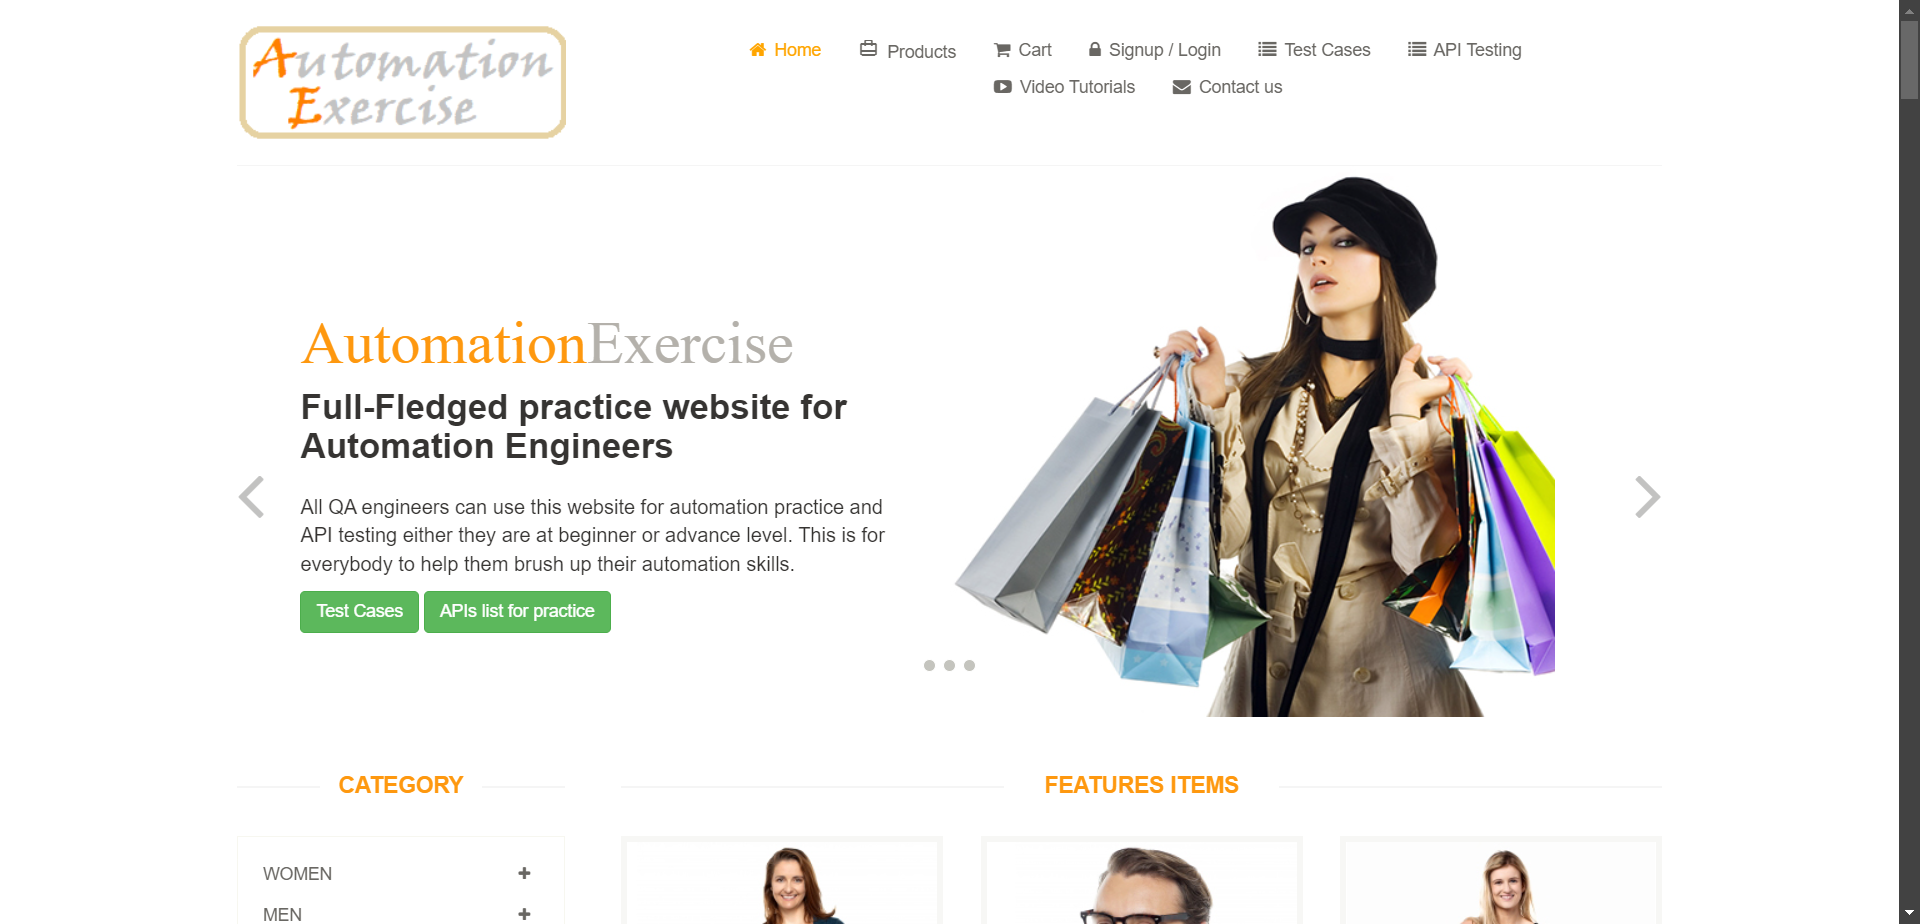 Automation
Exercise
Home
Products
Cart
Signup / Login
Test Cases
API Testing
Video Tutorials
Contact us
AutomationExercise
Full-Fledged practice website for
Automation Engineers
All QA engineers can use this website for automation practice and
API testing either they are at beginner or advance level. This is for
everybody to help them brush up their automation skills.
Test Cases
APIs list for practice
CATEGORY
FEATURES ITEMS
WOMEN
MEN